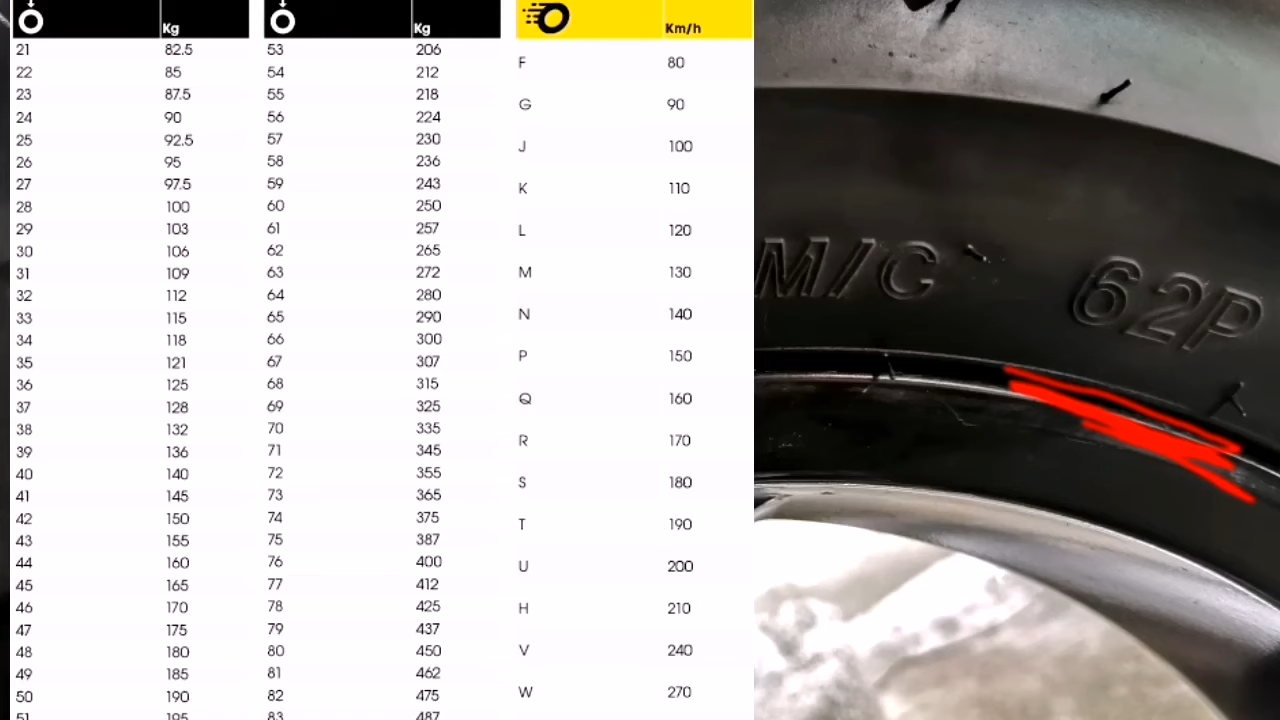 Kg Kg Km/h
21 82.5 53 206
F 80
22 85 54 212
23 87.5 55 218
G 90
24 90 56 224
25 92.5 57 230
J 100
26 95 58 236
27 97.5 59 243
K 110
28 100 60 250
29 103 61 257
L 120
30 106 62 265
31 109 63 272
M 130
32 112 64 280
33 115 65 290
N 140
34 118 66 300
35 121 67 307
P 150
36 125 68 315
37 128 69 325
Q 160
38 132 70 335
39 136 71 345
R 170
40 140 72 355
41 145 73 365
S 180
42 150 74 375
43 155 75 387
T 190
44 160 76 400
45 165 77 412
U 200
46 170 78 425
H 210
47 175 79 437
48 180 80 450
V 240
49 185 81 462
50 190 82 475
W 270
51 195 83 487
M/C 62P